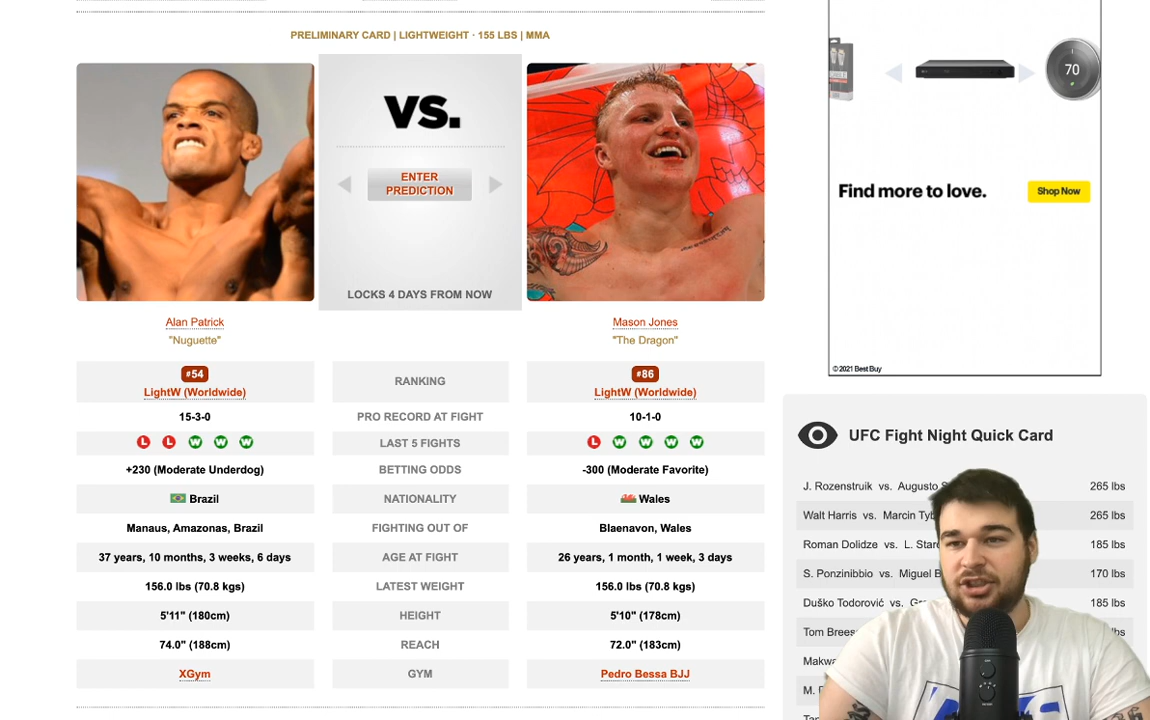 PRELIMINARY CARD | LIGHTWEIGHT · 155 LBS | MMA
VS.
ENTER
PREDICTION
LOCKS 4 DAYS FROM NOW
Alan Patrick
"Nuguette"
Mason Jones
"The Dragon"
#54
LightW (Worldwide)
RANKING
#86
LightW (Worldwide)
15-3-0
PRO RECORD AT FIGHT
10-1-0
L L W W W
LAST 5 FIGHTS
L W W W W
+230 (Moderate Underdog)
BETTING ODDS
-300 (Moderate Favorite)
Brazil
NATIONALITY
Wales
Manaus, Amazonas, Brazil
FIGHTING OUT OF
Blaenavon, Wales
37 years, 10 months, 3 weeks, 6 days
AGE AT FIGHT
26 years, 1 month, 1 week, 3 days
156.0 lbs (70.8 kgs)
LATEST WEIGHT
156.0 lbs (70.8 kgs)
5'11" (180cm)
HEIGHT
5'10" (178cm)
74.0" (188cm)
REACH
72.0" (183cm)
XGym
GYM
Pedro Bessa BJJ
70
Find more to love.
Shop Now
© 2021 Best Buy
UFC Fight Night Quick Card
J. Rozenstruik vs. Augusto
265 lbs
Walt Harris vs. Marcin
265 lbs
Roman Dolidze vs. L.
185 lbs
S. Ponzinibbio vs. Miguel
170 lbs
Duško Todorović vs.
185 lbs
Tom
lbs
M.